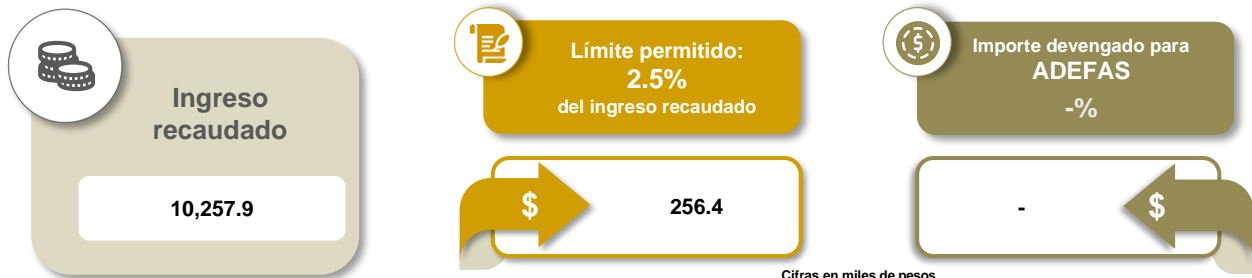 Ingreso
recaudado
10,257.9
Límite permitido:
2.5%
del ingreso recaudado
$
256.4
Importe devengado para
ADEFAS
-%
-
$
Cifras en miles de pesos